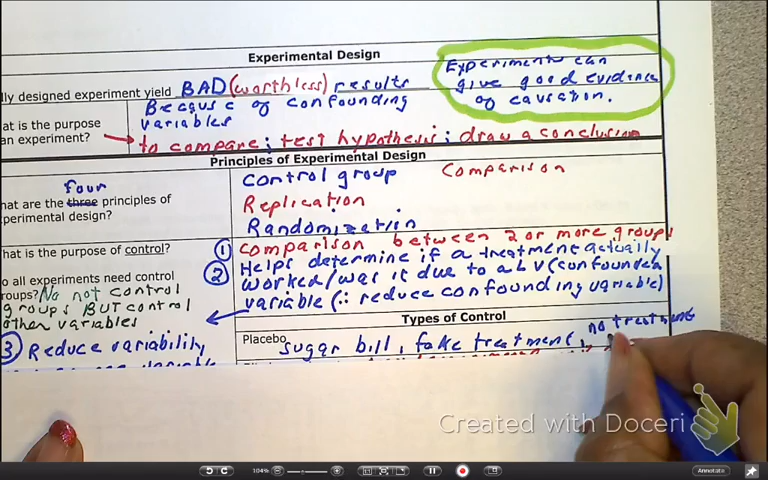 Experimental Design
lly designed experiment yield BAD (worthless) results
Experiments can
give good evidence
of causation.
Because of confounding
variables
hat is the purpose
an experiment?
to compare; test hypothesis; draw a conclusion
Principles of Experimental Design
four
hat are the three principles of
xperimental design?
control group Comparison
Replication
Randomization
hat is the purpose of control?
1 comparison between 2 or more groups
2 Helps determine if a treatment actually
worked/was it due to a LV (confounded
variable (∴ reduce confounding variable)
o all experiments need control
roups? No not control
groups BUT control
other variables
3 Reduce variability
Types of Control
Placebo sugar bill, fake treatment, no treatment
Created with Doceri
104%
Annotate